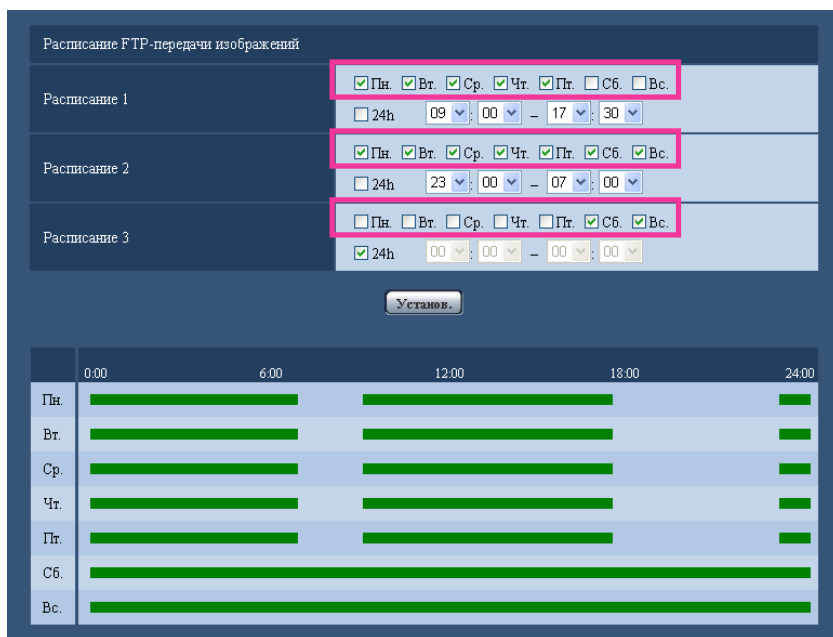 Расписание FTP-передачи изображений
Расписание 1
Пн. Вт. Ср. Чт. Пт. Сб. Вс.
24h 09 : 00 – 17 : 30
Расписание 2
Пн. Вт. Ср. Чт. Пт. Сб. Вс.
24h 23 : 00 – 07 : 00
Расписание 3
Пн. Вт. Ср. Чт. Пт. Сб. Вс.
24h 00 : 00 – 00 : 00
Установ.
0:00 6:00 12:00 18:00 24:00
Пн.
Вт.
Ср.
Чт.
Пт.
Сб.
Вс.